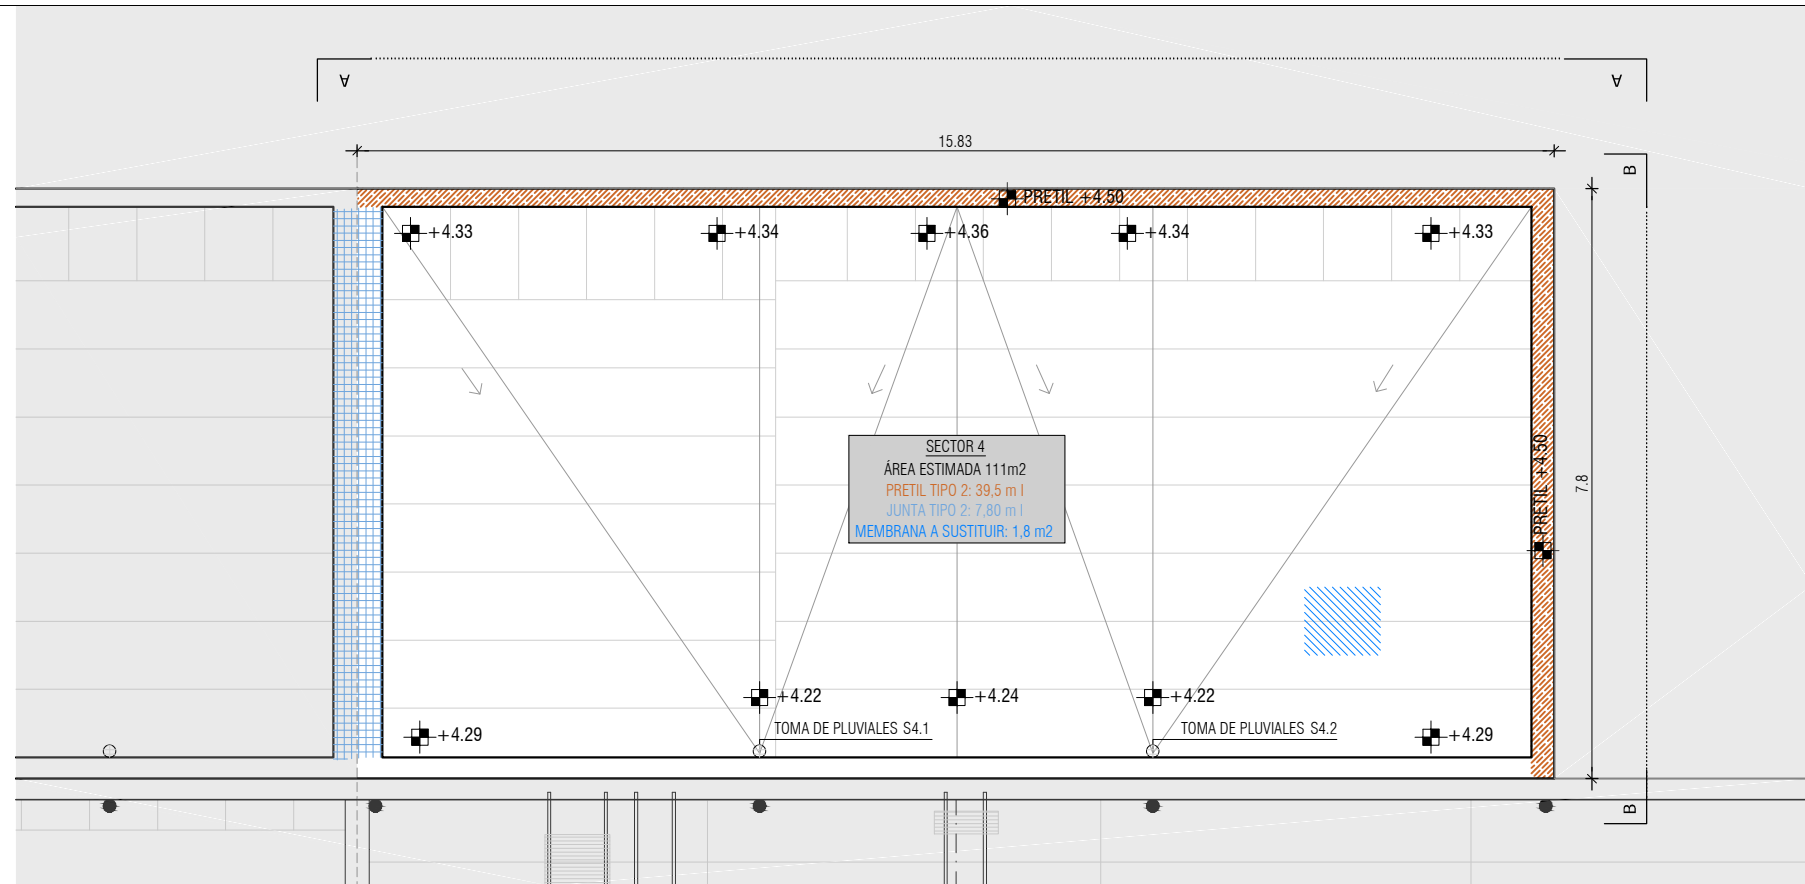 A
A
15.83
B
PRETIL +4.50
+4.33
+4.34
+4.36
+4.34
+4.33
SECTOR 4
ÁREA ESTIMADA 111m2
PRETIL TIPO 2: 39,5 m l
JUNTA TIPO 2: 7,80 m l
MEMBRANA A SUSTITUIR: 1,8 m2
PRETIL +4.50
7.8
+4.22
+4.24
+4.22
TOMA DE PLUVIALES S4.1
TOMA DE PLUVIALES S4.2
+4.29
+4.29
B